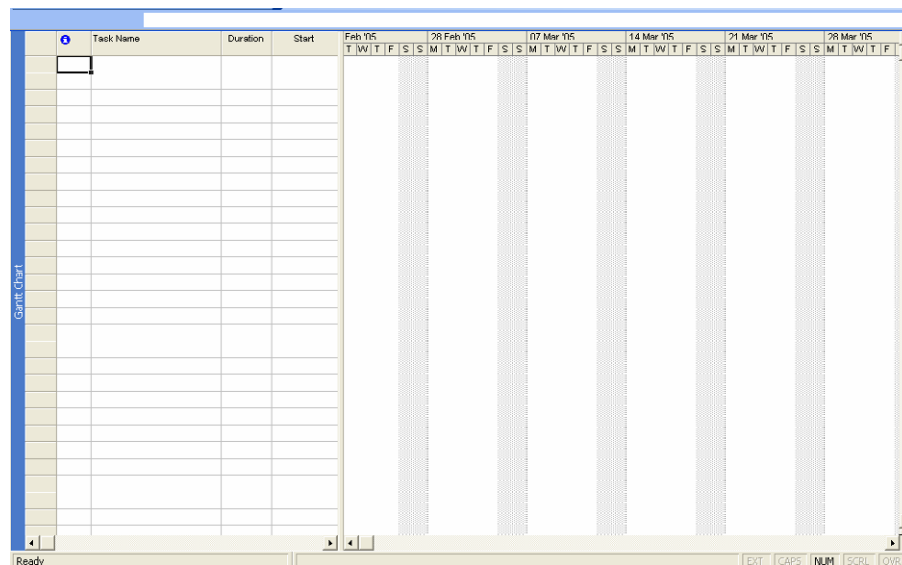 Task Name Duration Start Feb '05 28 Feb '05 07 Mar '05 14 Mar '05 21 Mar '05 28 Mar '05
T W T F S S M T W T F S S M T W T F S S M T W T F S S M T W T F S S M T W T F
Gantt Chart
Ready EXT CAPS NUM SCRL OVR